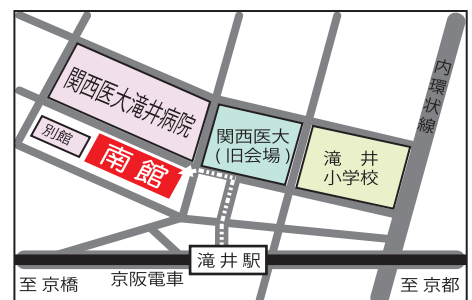 関西医大滝井病院
別館
南館
関西医大
(旧会場)
滝井
小学校
内環状線
滝井駅
至 京橋
京阪電車
至 京都